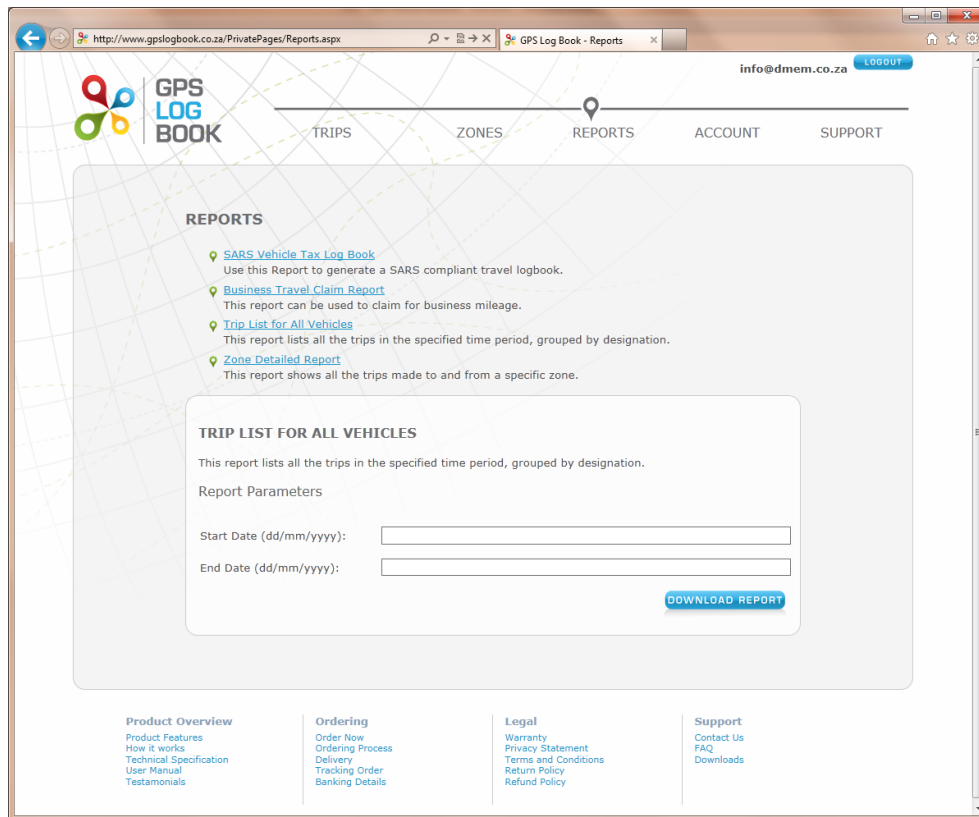 http://www.gpslogbook.co.za/PrivatePages/Reports.aspx
GPS Log Book - Reports
info@dmem.co.za
LOGOUT
GPS
LOG
BOOK
TRIPS
ZONES
REPORTS
ACCOUNT
SUPPORT
REPORTS
SARS Vehicle Tax Log Book
Use this Report to generate a SARS compliant travel logbook.
Business Travel Claim Report
This report can be used to claim for business mileage.
Trip List for All Vehicles
This report lists all the trips in the specified time period, grouped by designation.
Zone Detailed Report
This report shows all the trips made to and from a specific zone.
TRIP LIST FOR ALL VEHICLES
This report lists all the trips in the specified time period, grouped by designation.
Report Parameters
Start Date (dd/mm/yyyy):
End Date (dd/mm/yyyy):
DOWNLOAD REPORT
Product Overview
Product Features
How it works
Technical Specification
User Manual
Testamonials
Ordering
Order Now
Ordering Process
Delivery
Tracking Order
Banking Details
Legal
Warranty
Privacy Statement
Terms and Conditions
Return Policy
Refund Policy
Support
Contact Us
FAQ
Downloads